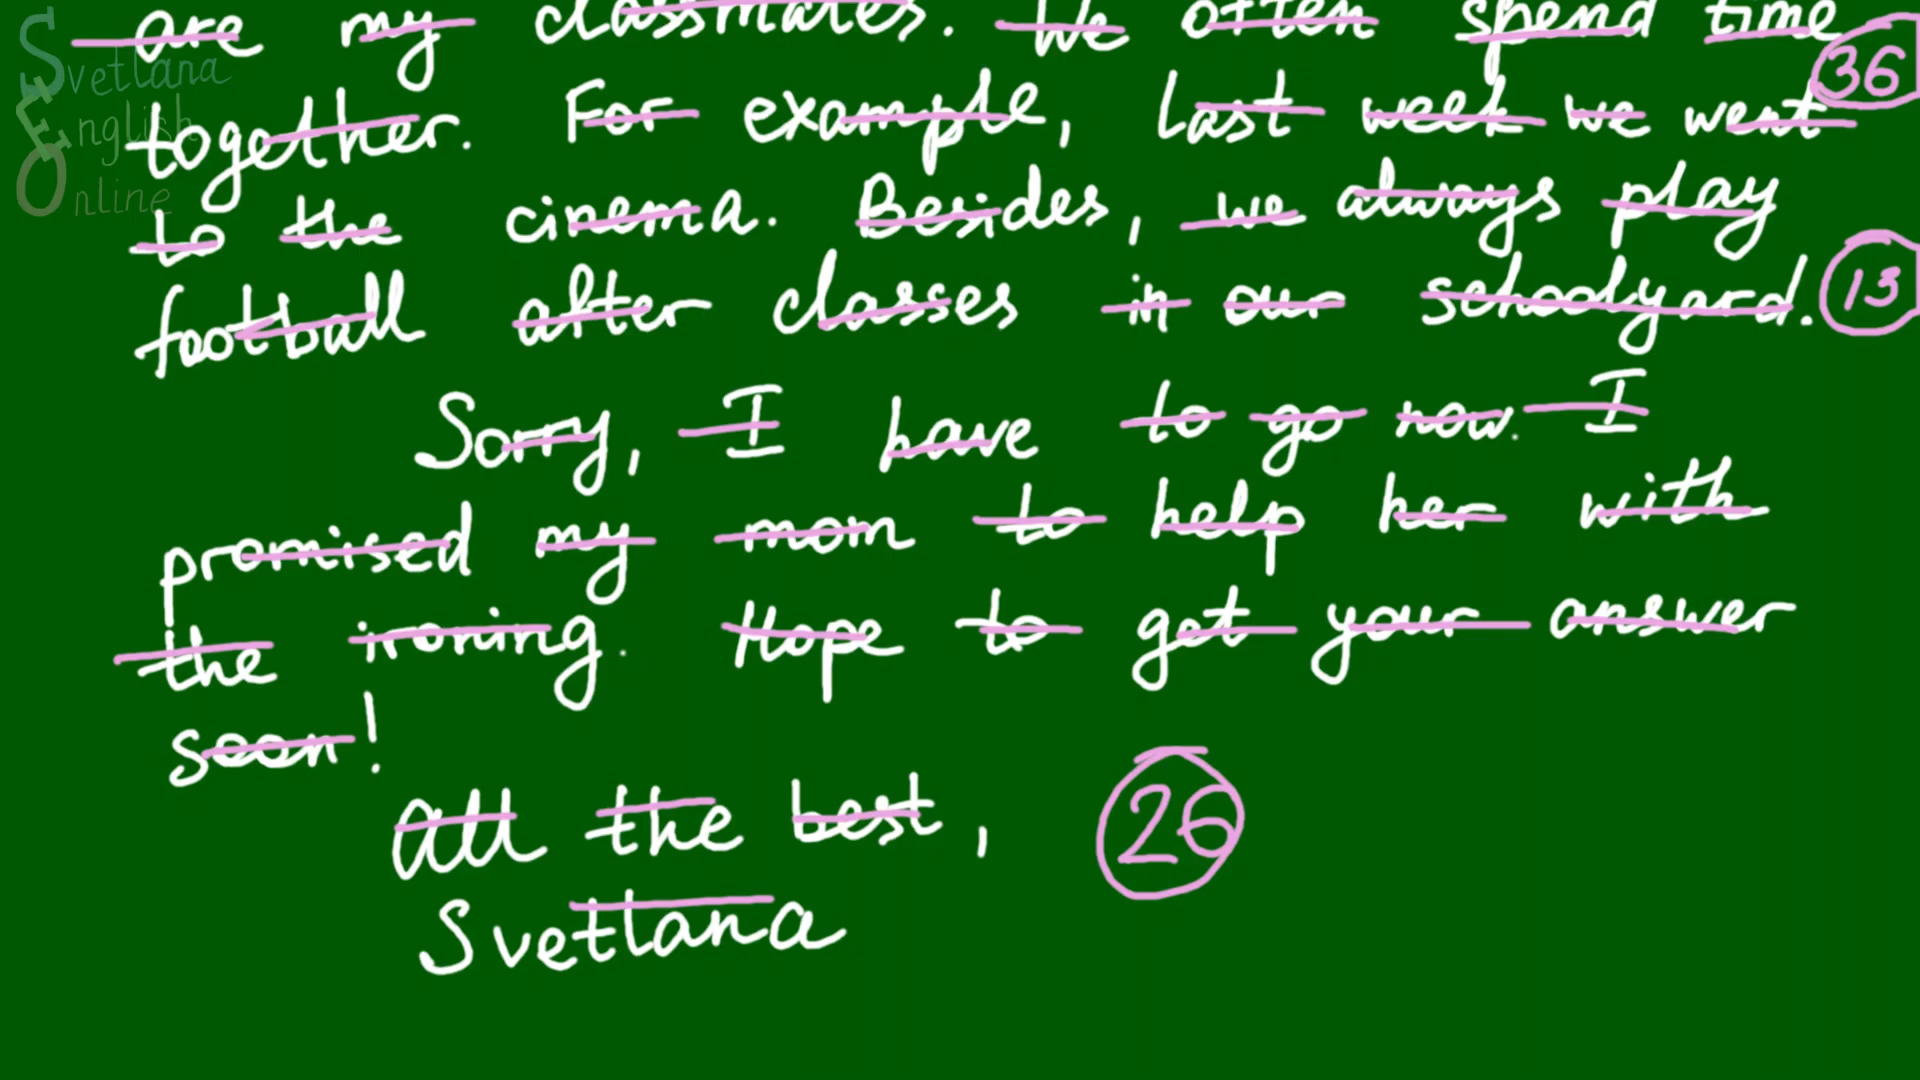 are my classmates. We often spend time
together. For example, last week we went
36
to the cinema. Besides, we always play
football after classes in our schoolyard.
13
Sorry, I have to go now. I
promised my mom to help her with
the ironing. Hope to get your answer
soon!
All the best,
26
Svetlana
Svetlana
English
Online